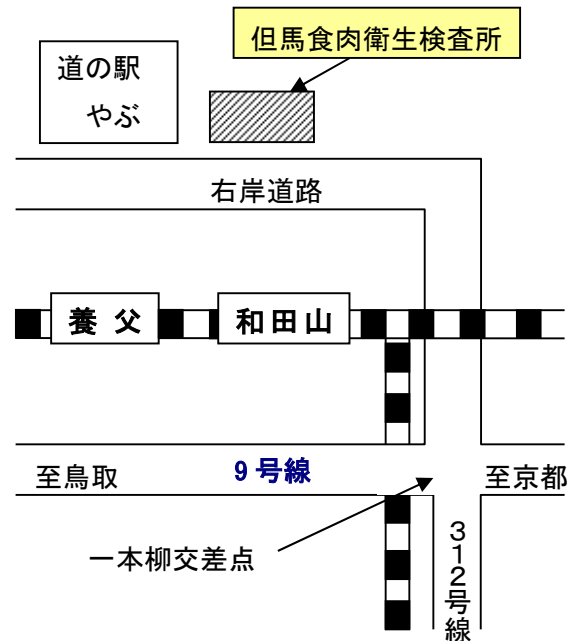 但馬食肉衛生検査所
道の駅
やぶ
右岸道路
養父
和田山
9号線
至鳥取
至京都
一本柳交差点
312号線